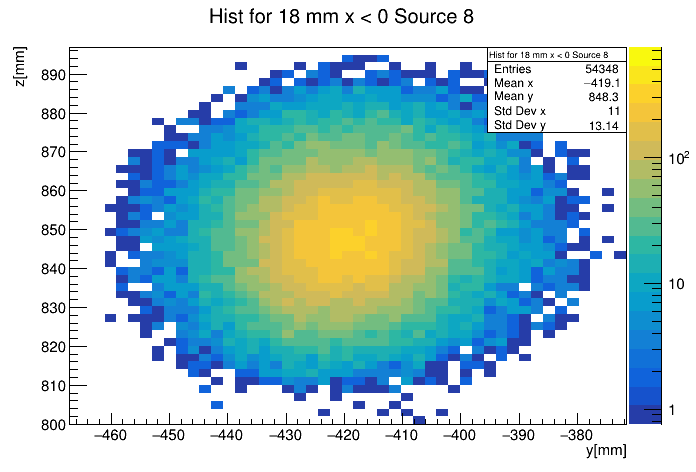 Hist for 18 mm x < 0 Source 8
z[mm]
Hist for 18 mm x < 0 Source 8
Entries 54348
Mean x −419.1
Mean y 848.3
Std Dev x 11
Std Dev y 13.14
890
880
870
860
850
840
830
820
810
800
−460 −450 −440 −430 −420 −410 −400 −390 −380
y[mm]
10²
10
1